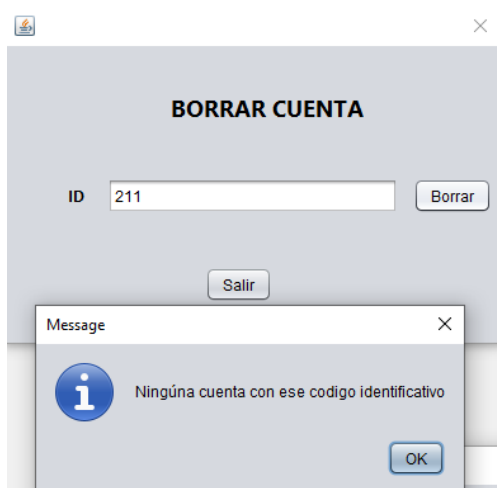 BORRAR CUENTA
ID 211 Borrar
Salir
Message
Ningúna cuenta con ese codigo identificativo
OK